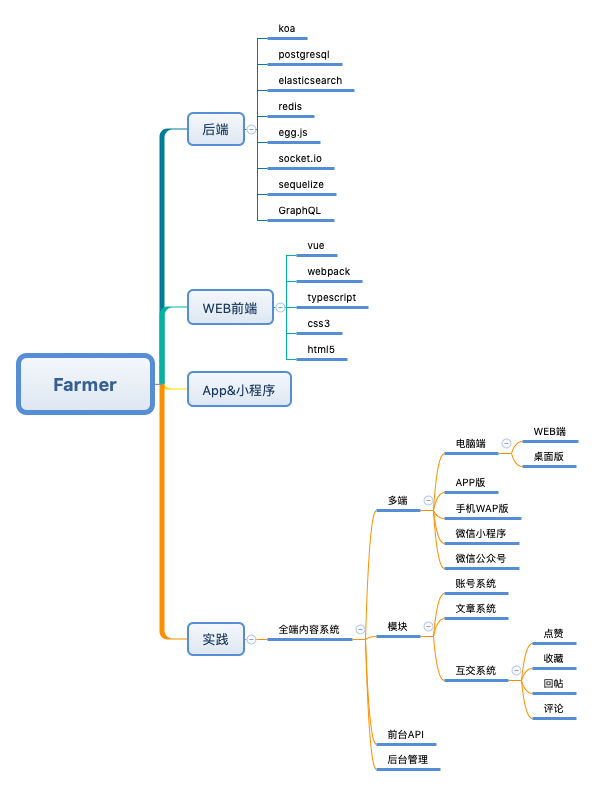 Farmer
后端
koa
postgresql
elasticsearch
redis
egg.js
socket.io
sequelize
GraphQL
WEB前端
vue
webpack
typescript
css3
html5
App&小程序
实践
全端内容系统
多端
电脑端
WEB端
桌面版
APP版
手机WAP版
微信小程序
微信公众号
模块
账号系统
文章系统
互交系统
点赞
收藏
回帖
评论
前台API
后台管理